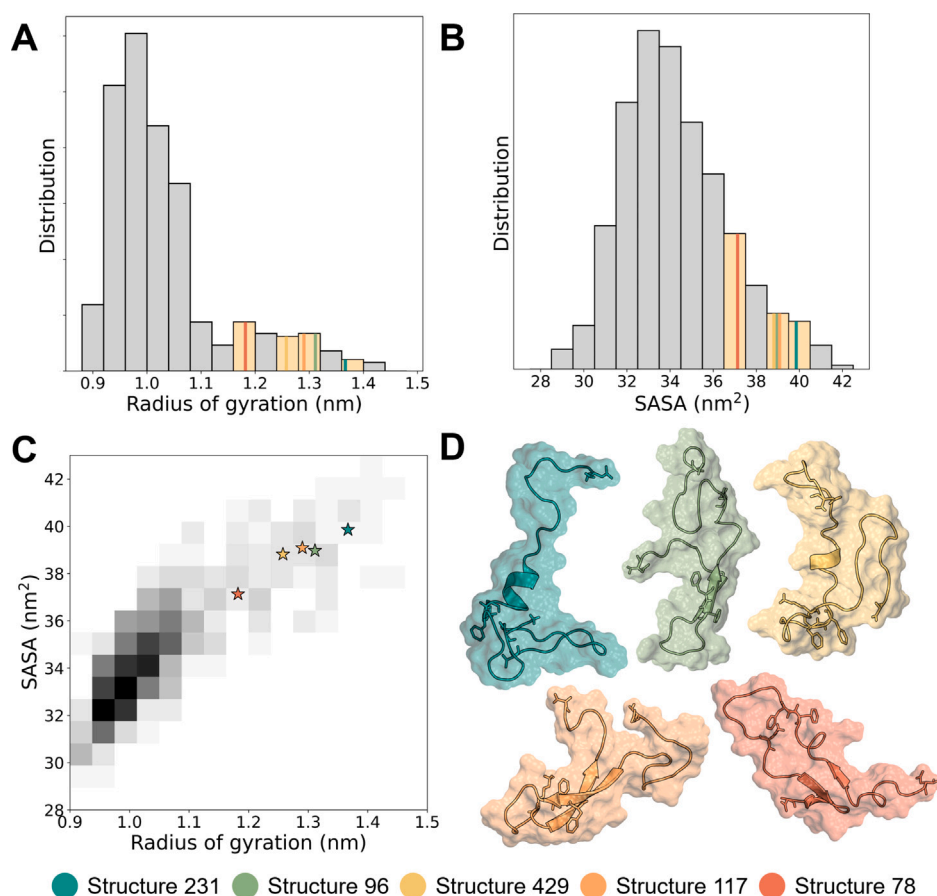 A
B
Distribution
Distribution
0.9 1.0 1.1 1.2 1.3 1.4 1.5
28 30 32 34 36 38 40 42
Radius of gyration (nm)
SASA (nm²)
C
D
SASA (nm²)
42
40
38
36
34
32
30
28
0.9 1.0 1.1 1.2 1.3 1.4 1.5
Radius of gyration (nm)
Structure 231 Structure 96 Structure 429 Structure 117 Structure 78